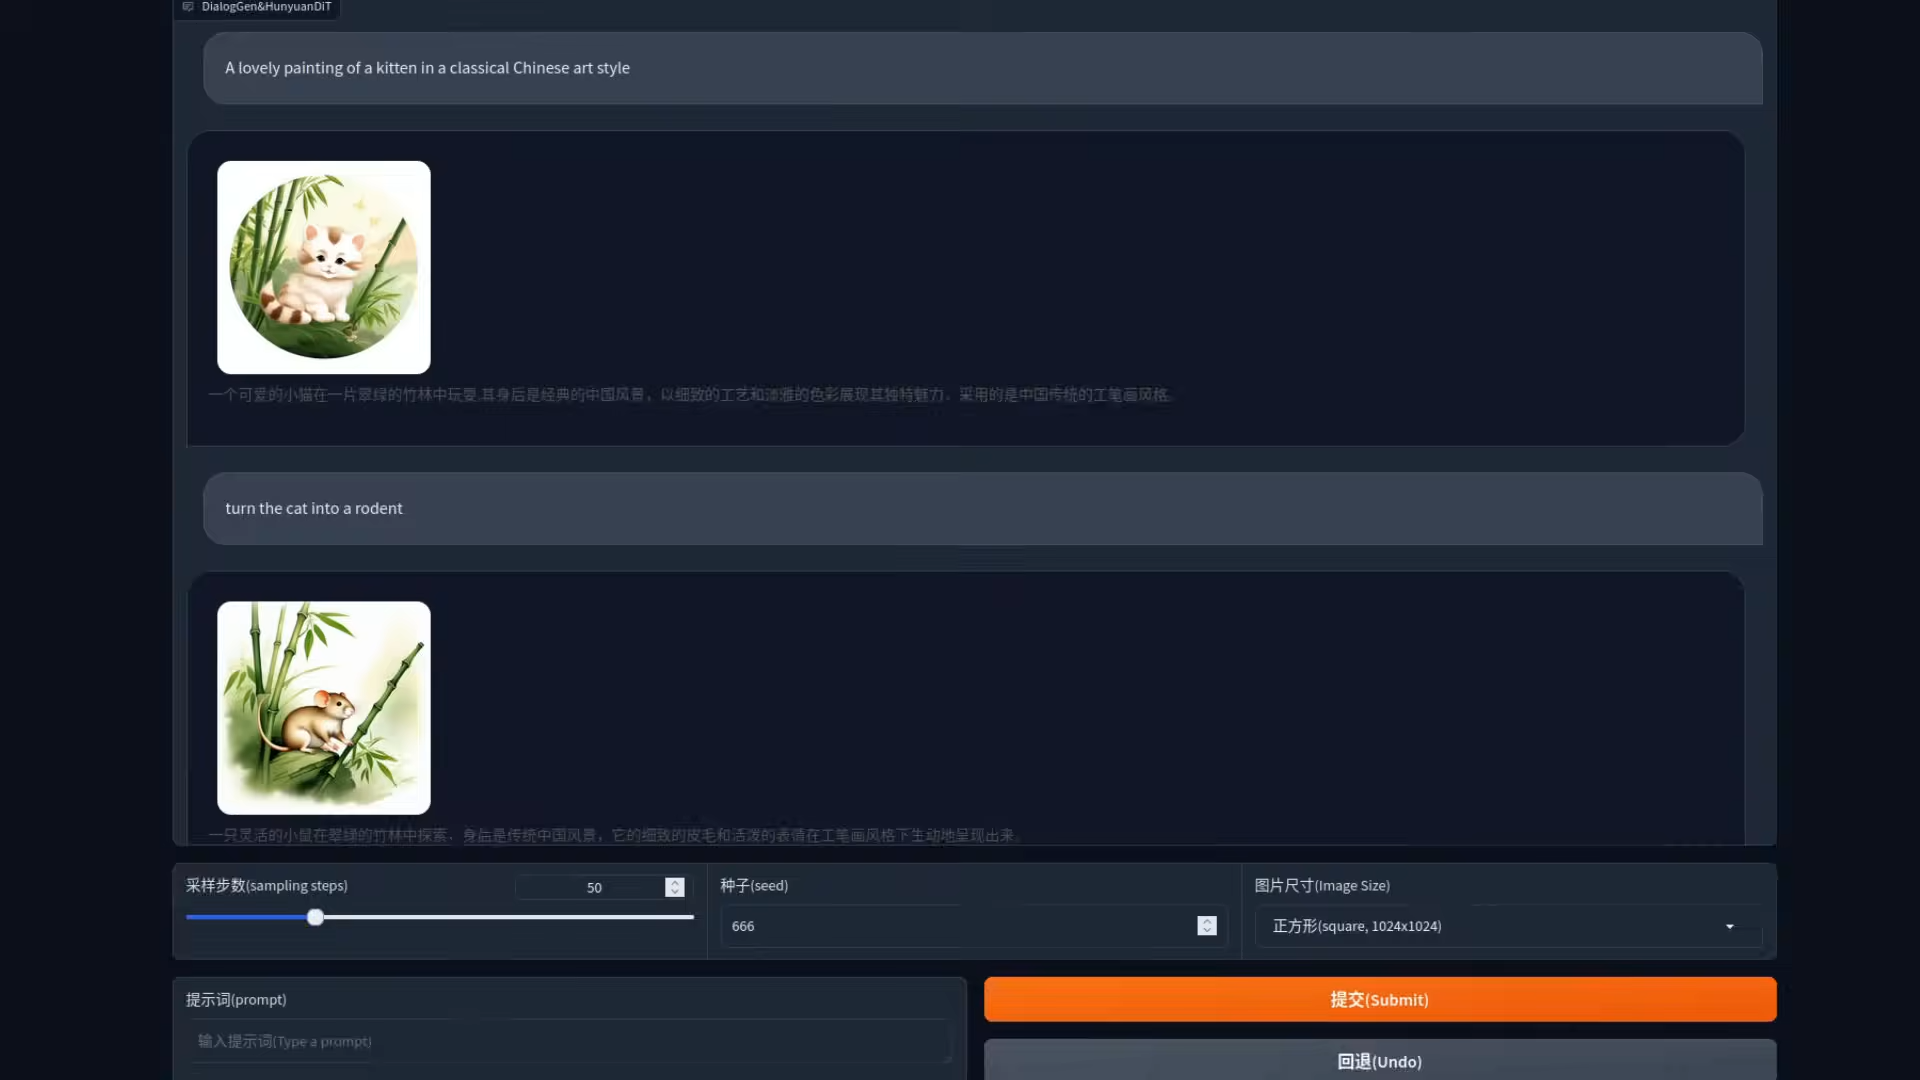 DialogGen&HunyuanDiT
A lovely painting of a kitten in a classical Chinese art style
一个可爱的小猫在一片翠绿的竹林中玩耍,其身后是经典的中国风景，以细致的工艺和淡雅的色彩展现其独特魅力。采用的是中国传统的工笔画风格。
turn the cat into a rodent
一只灵活的小鼠在翠绿的竹林中探索。身后是传统中国风景，它的细致的皮毛和活泼的表情在工笔画风格下生动地呈现出来。
采样步数(sampling steps) 50
种子(seed)
666
图片尺寸(Image Size)
正方形(square, 1024x1024)
提示词(prompt)
输入提示词(Type a prompt)
提交(Submit)
回退(Undo)